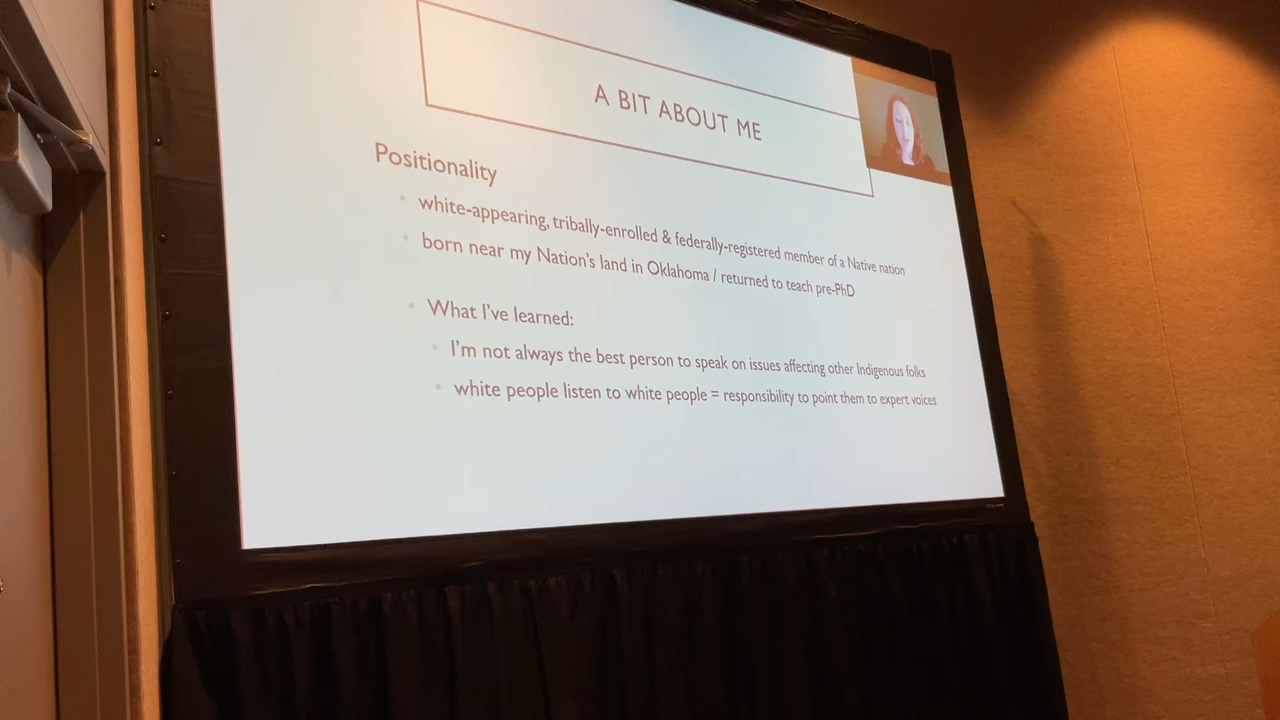 A BIT ABOUT ME
Positionality
white-appearing, tribally-enrolled & federally-registered member of a Native nation
born near my Nation's land in Oklahoma / returned to teach pre-PhD
What I've learned:
I'm not always the best person to speak on issues affecting other Indigenous folks
white people listen to white people = responsibility to point them to expert voices